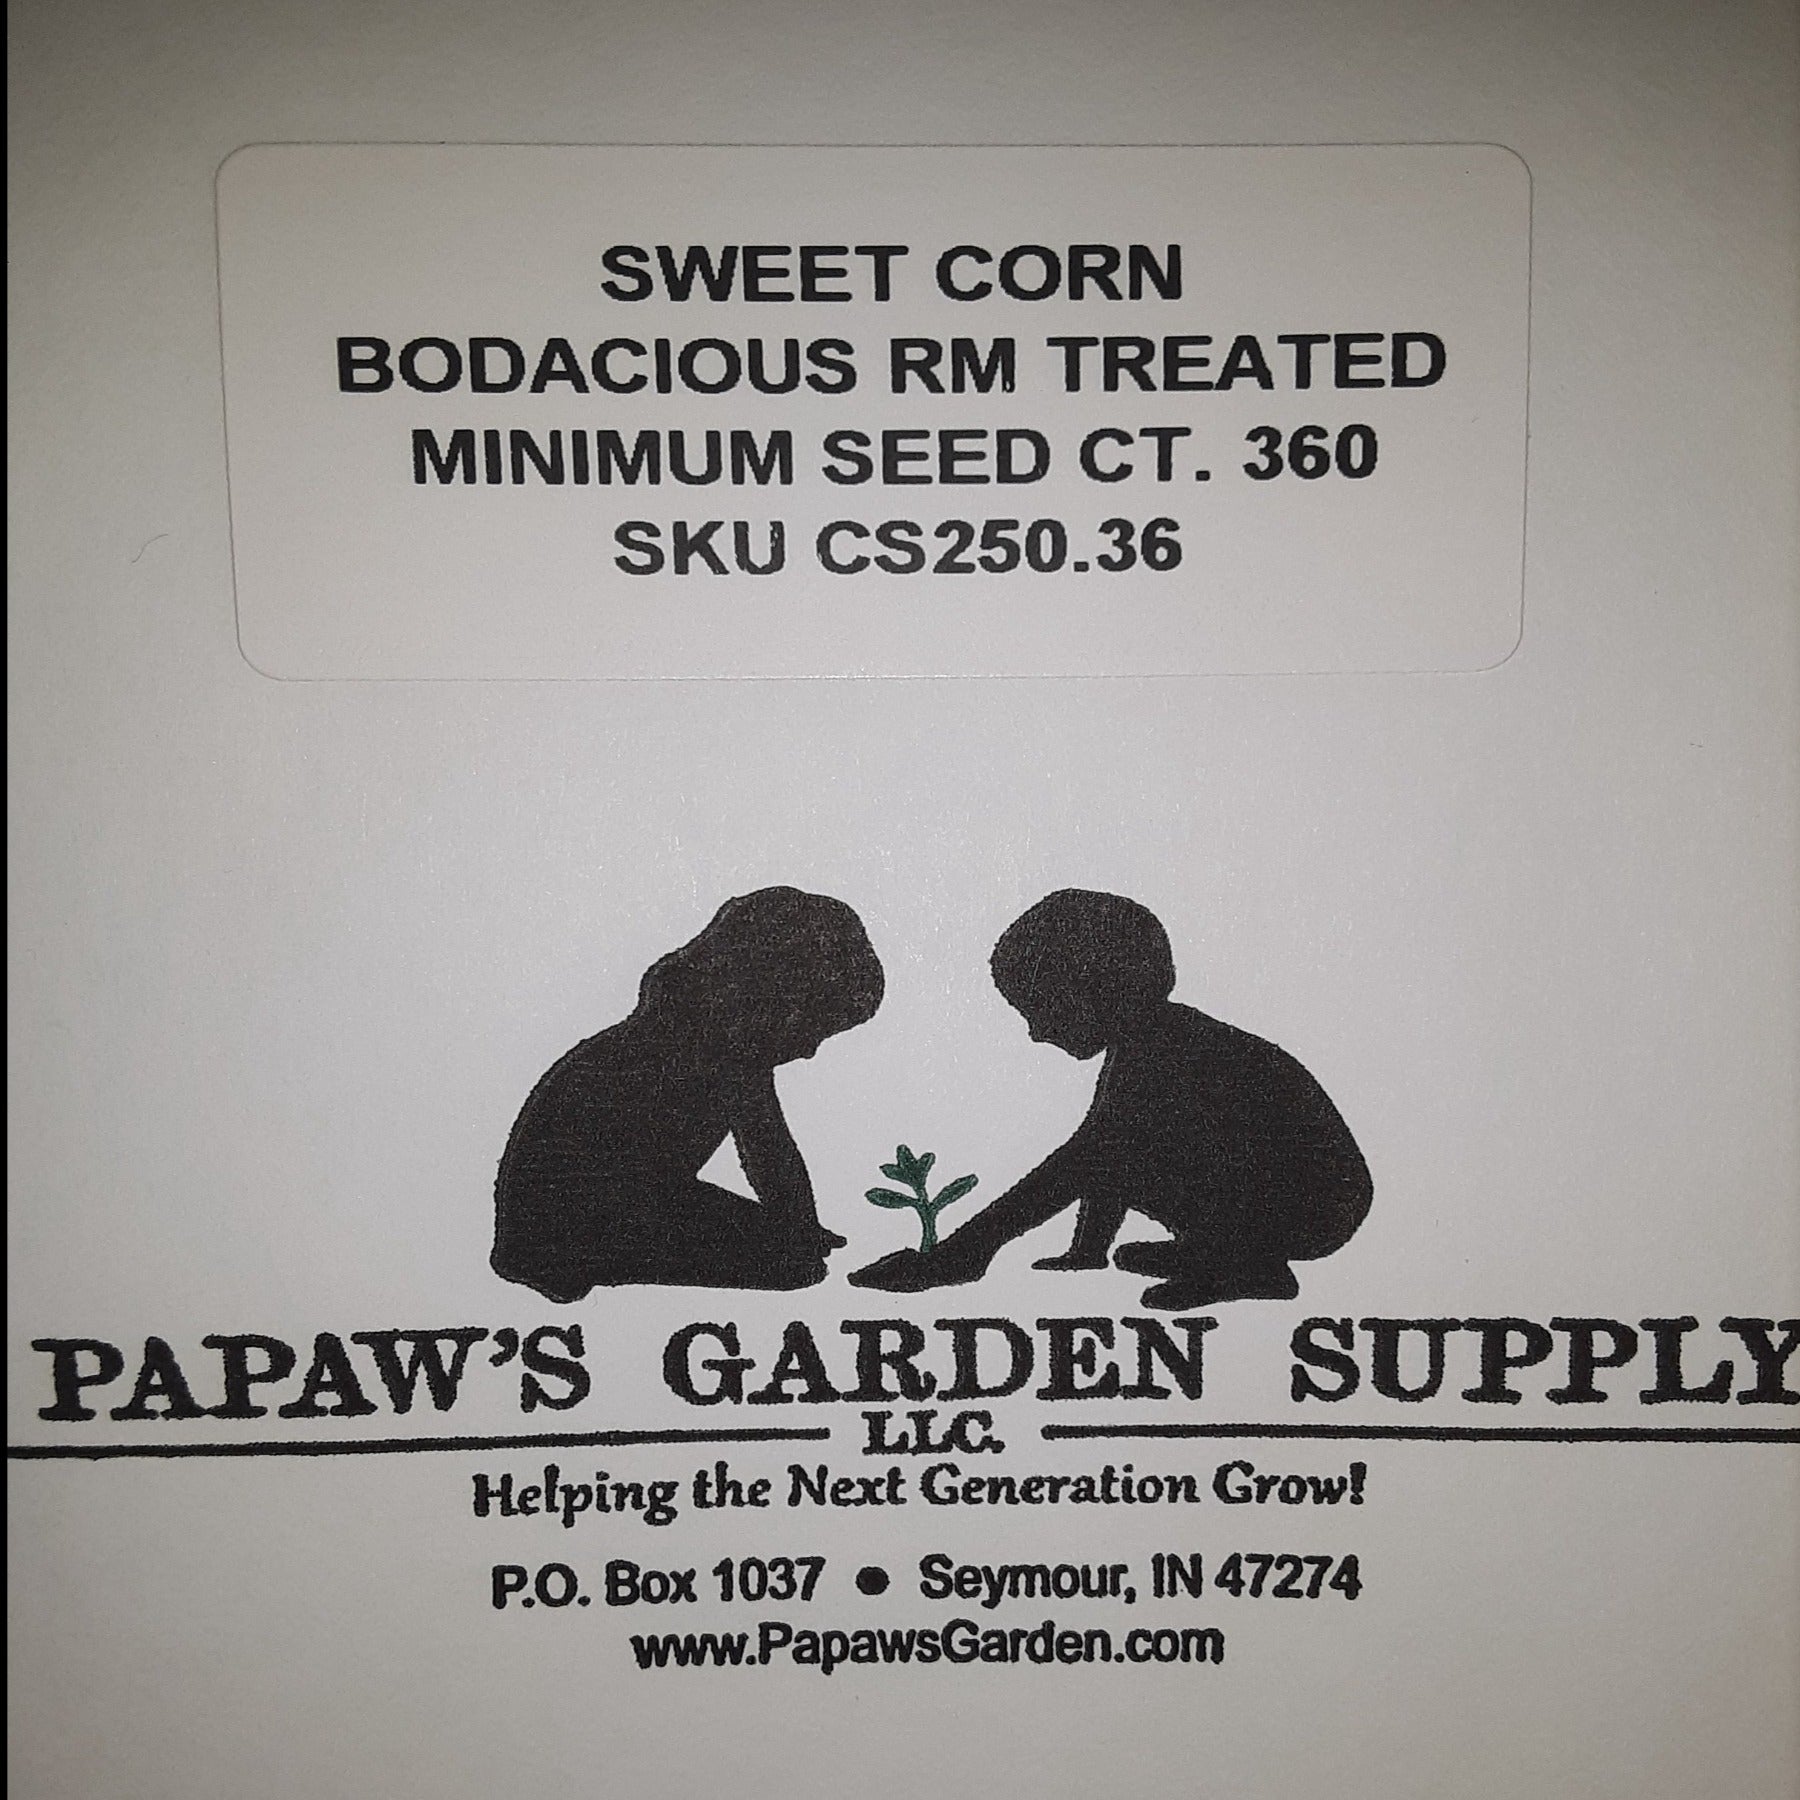 SWEET CORN
BODACIOUS RM TREATED
MINIMUM SEED CT. 360
SKU CS250.36
PAPAW'S GARDEN SUPPLY
LLC.
Helping the Next Generation Grow!
P.O. Box 1037 • Seymour, IN 47274
www.PapawsGarden.com